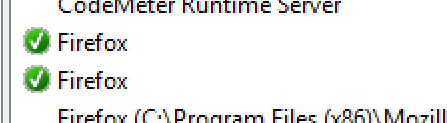 CodeMeter Runtime Server
Firefox
Firefox
Firefox (C:\Program Files (x86)\Mozill